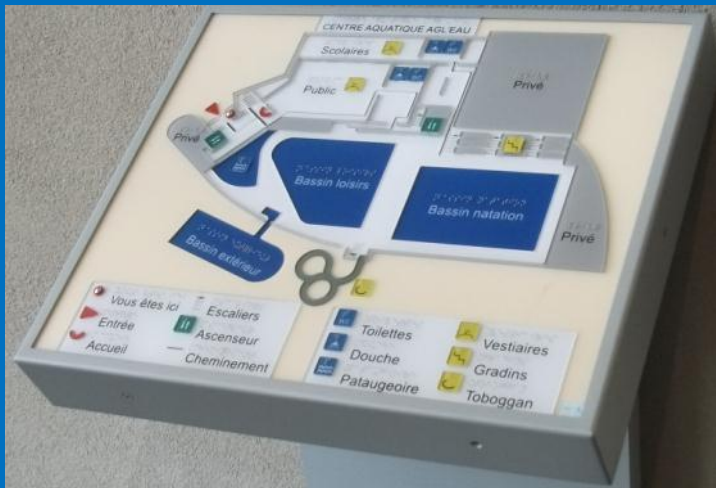 CENTRE AQUATIQUE AGL'EAU
Scolaires
Public
Privé
Privé
Bassin loisirs
Bassin natation
Privé
Bassin extérieur
Vous êtes ici
Entrée
Accueil
Escaliers
Ascenseur
Cheminement
Toilettes
Douche
Pataugeoire
Vestiaires
Gradins
Toboggan